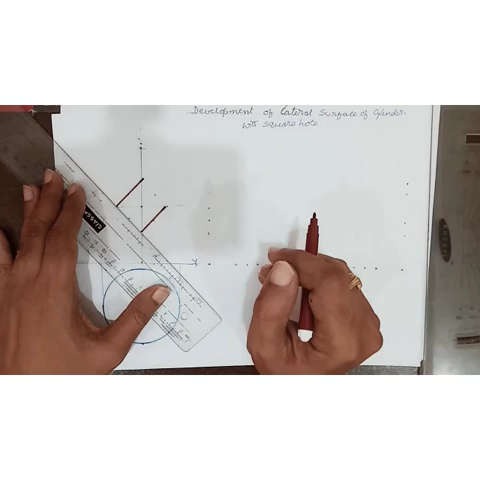 Development of Lateral Surface of Cylinder-
with square hole
y